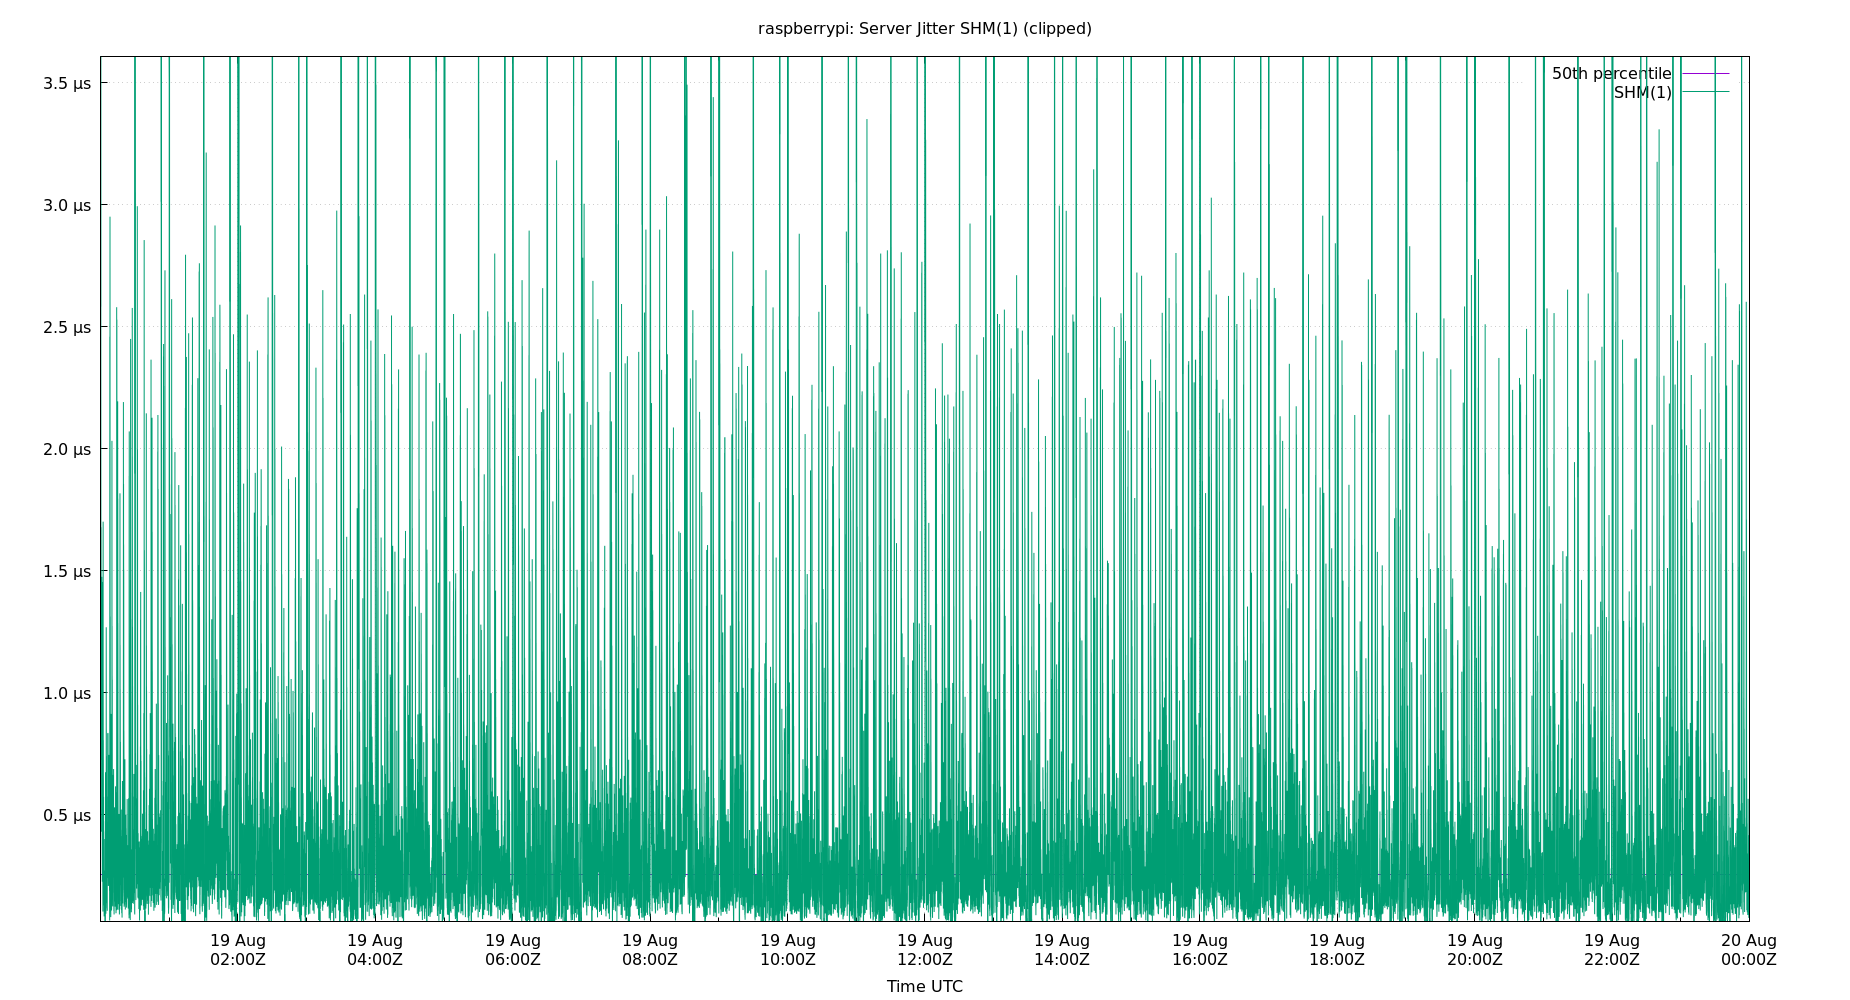 raspberrypi: Server Jitter SHM(1) (clipped)
50th percentile
SHM(1)
3.5 µs
3.0 µs
2.5 µs
2.0 µs
1.5 µs
1.0 µs
0.5 µs
19 Aug 19 Aug 19 Aug 19 Aug 19 Aug 19 Aug 19 Aug 19 Aug 19 Aug 19 Aug 19 Aug 20 Aug
02:00Z 04:00Z 06:00Z 08:00Z 10:00Z 12:00Z 14:00Z 16:00Z 18:00Z 20:00Z 22:00Z 00:00Z
Time UTC